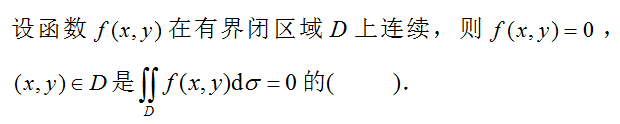 设函数 f(x,y) 在有界闭区域 D 上连续，则 f(x,y)=0，
(x,y)∈D 是 ∬_D f(x,y)dσ=0 的(    ).